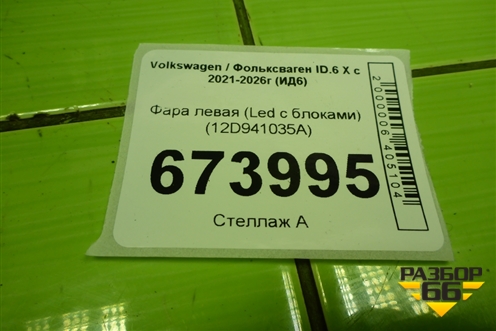 Volkswagen / Фольксваген ID.6 X с
2021-2026г (ИД6)
Фара левая (Led с блоками)
(12D941035A)
673995
Стеллаж А
2000006405104
РАЗБОР
66